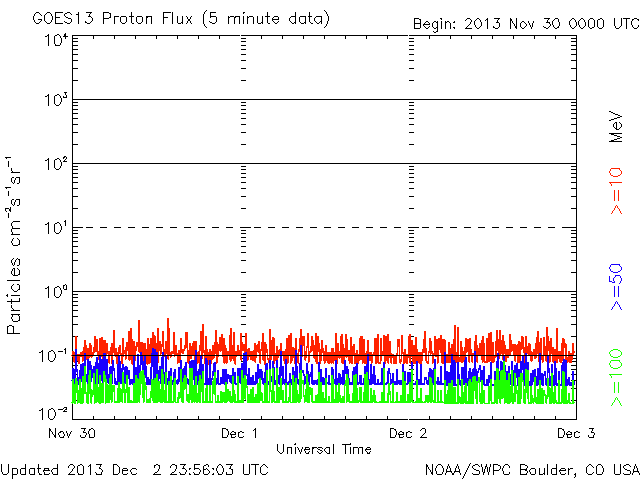 GOES13 Proton Flux (5 minute data)
Begin: 2013 Nov 30 0000 UTC
10⁴
10³
10²
10¹
10⁰
10⁻¹
10⁻²
Particles cm⁻²s⁻¹sr⁻¹
MeV
>=10
>=50
>=100
Nov 30
Dec 1
Dec 2
Dec 3
Universal Time
Updated 2013 Dec 2 23:56:03 UTC
NOAA/SWPC Boulder, CO USA